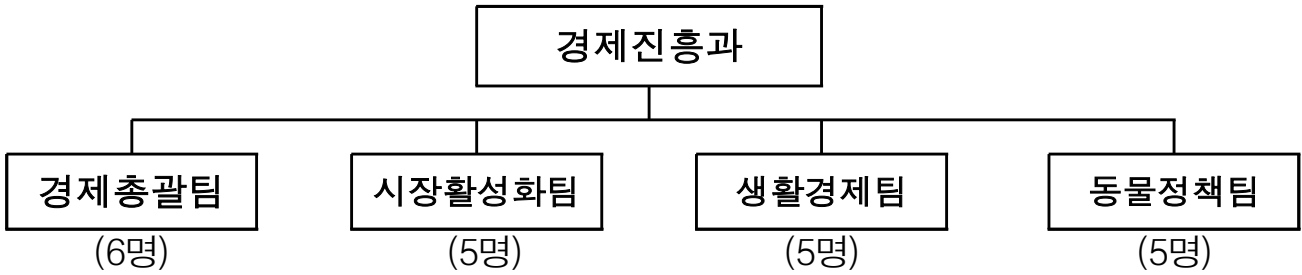 경제진흥과
경제총괄팀 시장활성화팀 생활경제팀 동물정책팀
(6명) (5명) (5명) (5명)